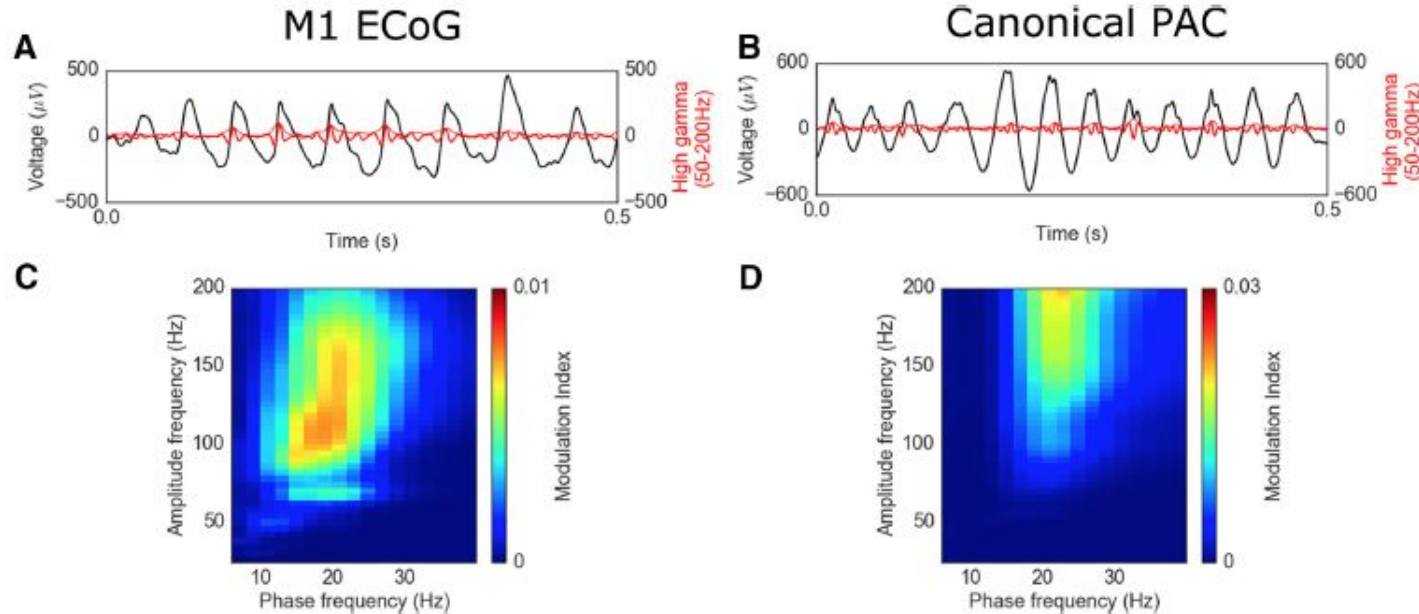 M1 ECoG
A
500
0
−500
Voltage (μV)
500
0
−500
High gamma
(50-200Hz)
0.0
0.5
Time (s)
Canonical PAC
B
600
0
−600
Voltage (μV)
600
0
−600
High gamma
(50-200Hz)
0.0
0.5
Time (s)
C
200
150
100
50
Amplitude frequency (Hz)
10
20
30
Phase frequency (Hz)
0.01
0
Modulation Index
D
200
150
100
50
Amplitude frequency (Hz)
10
20
30
Phase frequency (Hz)
0.03
0
Modulation Index